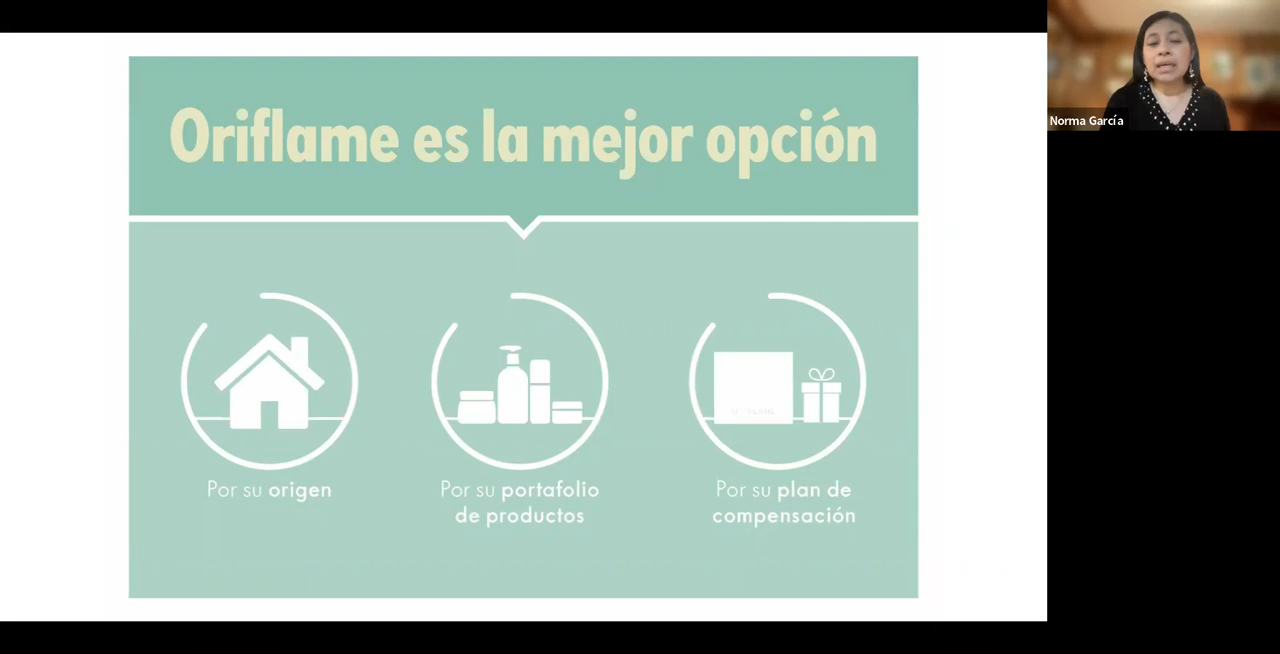 Oriflame es la mejor opción
Norma García
Por su origen
Por su portafolio
de productos
Por su plan de
compensación